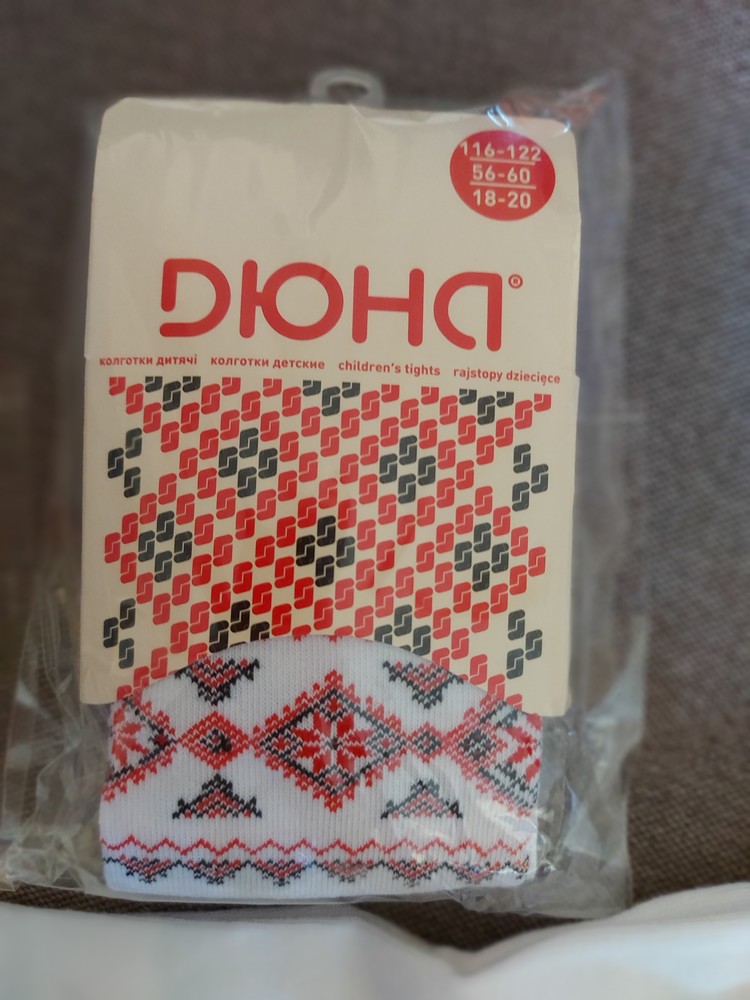 116-122
56-60
18-20
ДЮНА®
колготки дитячі колготки детские children's tights rajstopy dziecięce